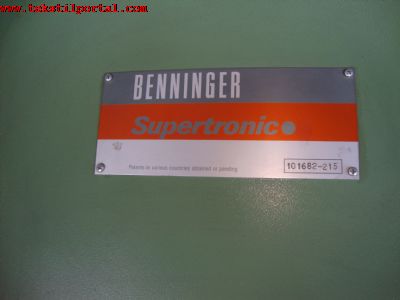 www.tekstilportal.com
BENNINGER
Supertronic
Patents in various countries obtained or pending
101682-215